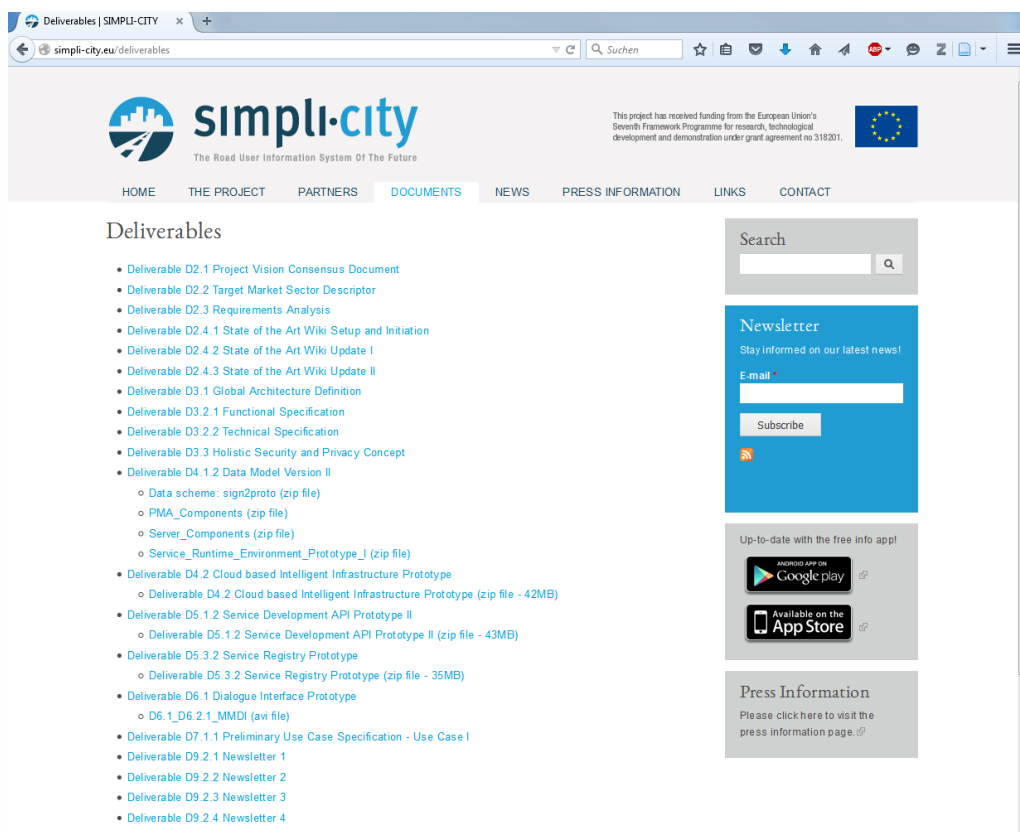 Deliverables | SIMPLI-CITY
simpli-city.eu/deliverables
Suchen
ABP
Z
simpli·city
The Road User Information System Of The Future
This project has received funding from the European Union's
Seventh Framework Programme for research, technological
development and demonstration under grant agreement no 318201.
HOME THE PROJECT PARTNERS DOCUMENTS NEWS PRESS INFORMATION LINKS CONTACT
Deliverables
Deliverable D2.1 Project Vision Consensus Document
Deliverable D2.2 Target Market Sector Descriptor
Deliverable D2.3 Requirements Analysis
Deliverable D2.4.1 State of the Art Wiki Setup and Initiation
Deliverable D2.4.2 State of the Art Wiki Update I
Deliverable D2.4.3 State of the Art Wiki Update II
Deliverable D3.1 Global Architecture Definition
Deliverable D3.2.1 Functional Specification
Deliverable D3.2.2 Technical Specification
Deliverable D3.3 Holistic Security and Privacy Concept
Deliverable D4.1.2 Data Model Version II
Data scheme: sign2proto (zip file)
PMA_Components (zip file)
Server_Components (zip file)
Service_Runtime_Environment_Prototype_I (zip file)
Deliverable D4.2 Cloud based Intelligent Infrastructure Prototype
Deliverable D4.2 Cloud based Intelligent Infrastructure Prototype (zip file - 42MB)
Deliverable D5.1.2 Service Development API Prototype II
Deliverable D5.1.2 Service Development API Prototype II (zip file - 43MB)
Deliverable D5.3.2 Service Registry Prototype
Deliverable D5.3.2 Service Registry Prototype (zip file - 35MB)
Deliverable D6.1 Dialogue Interface Prototype
D6.1_D6.2.1_MMDI (avi file)
Deliverable D7.1.1 Preliminary Use Case Specification - Use Case I
Deliverable D9.2.1 Newsletter 1
Deliverable D9.2.2 Newsletter 2
Deliverable D9.2.3 Newsletter 3
Deliverable D9.2.4 Newsletter 4
Search
Newsletter
Stay informed on our latest news!
E-mail *
Subscribe
Up-to-date with the free info app!
ANDROID APP ON
Google play
Available on the
App Store
Press Information
Please click here to visit the
press information page.